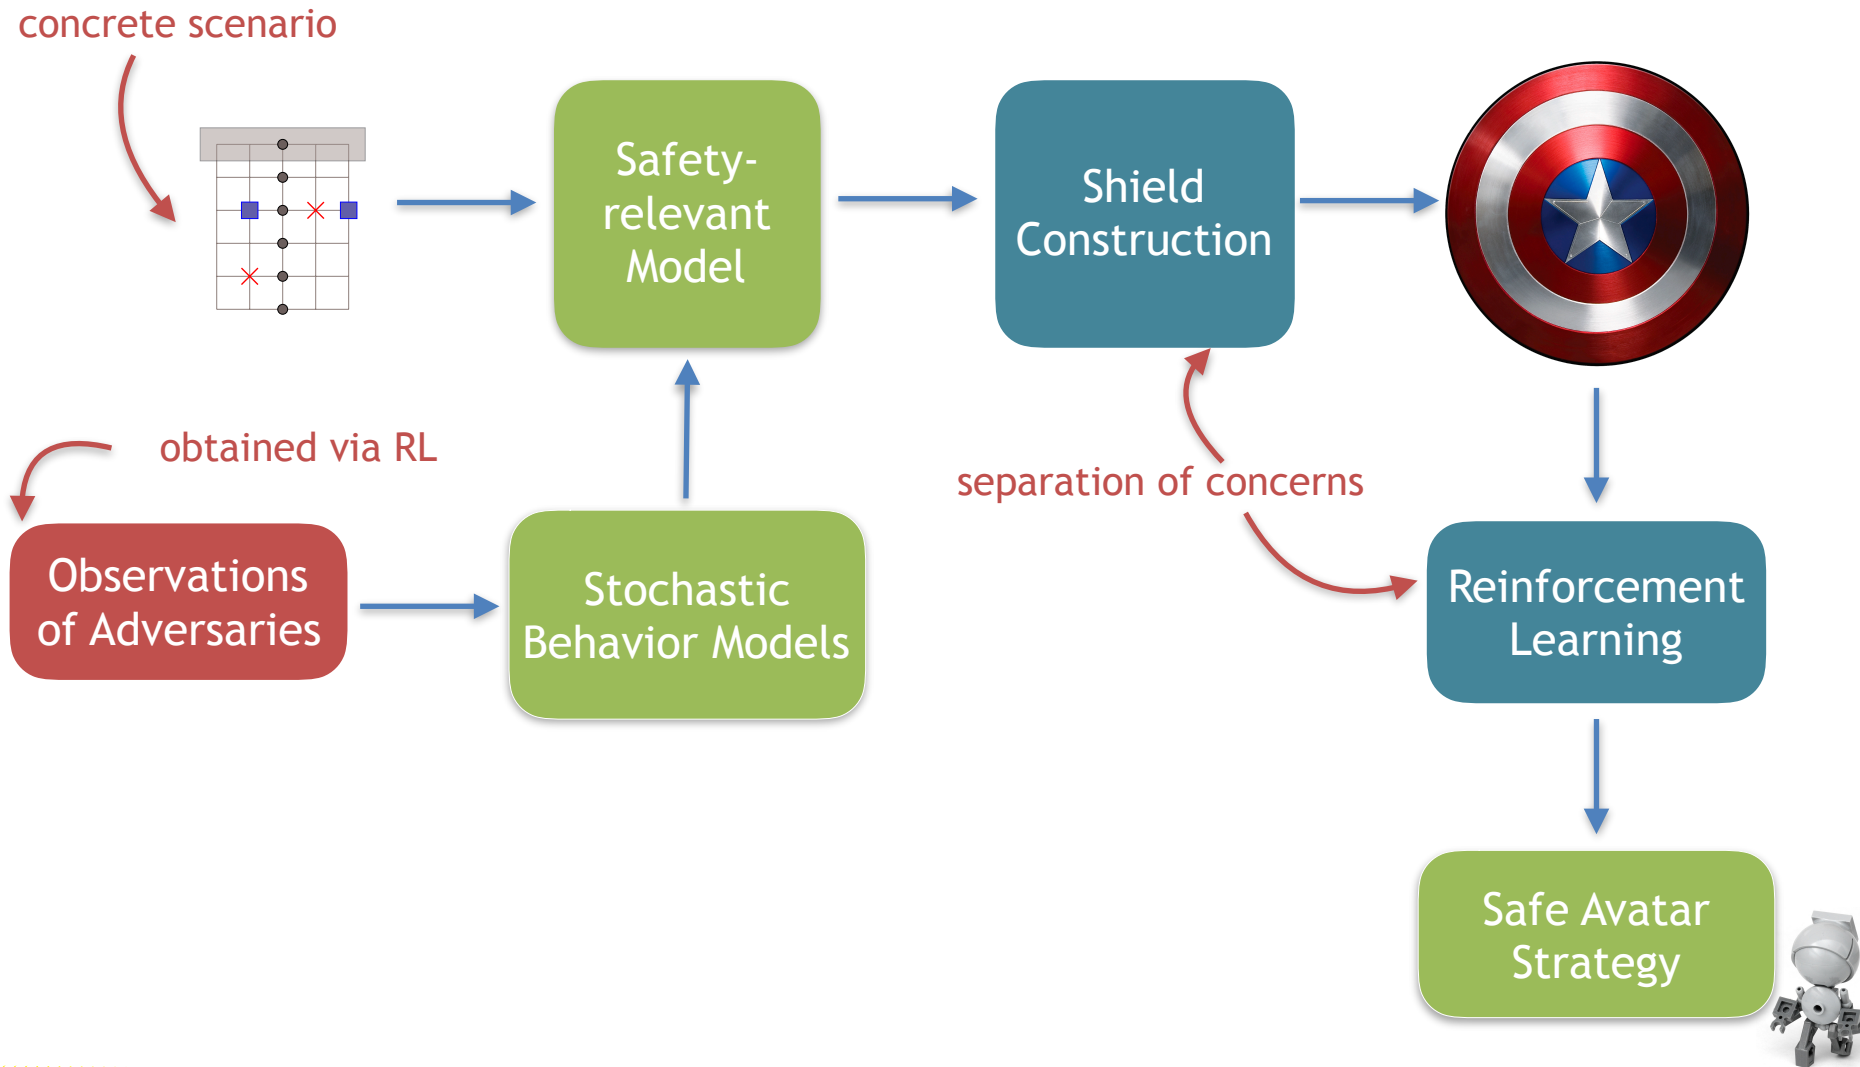 concrete scenario
Safety-
relevant
Model
Shield
Construction
obtained via RL
separation of concerns
Observations
of Adversaries
Stochastic
Behavior Models
Reinforcement
Learning
Safe Avatar
Strategy